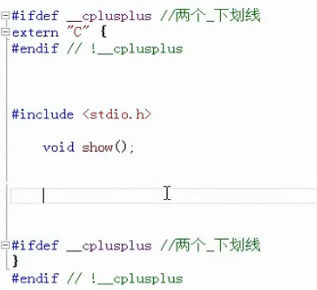 #ifdef __cplusplus //两个_下划线
extern "C" {
#endif // !__cplusplus
#include <stdio.h>
void show();
#ifdef __cplusplus //两个_下划线
}
#endif // !__cplusplus